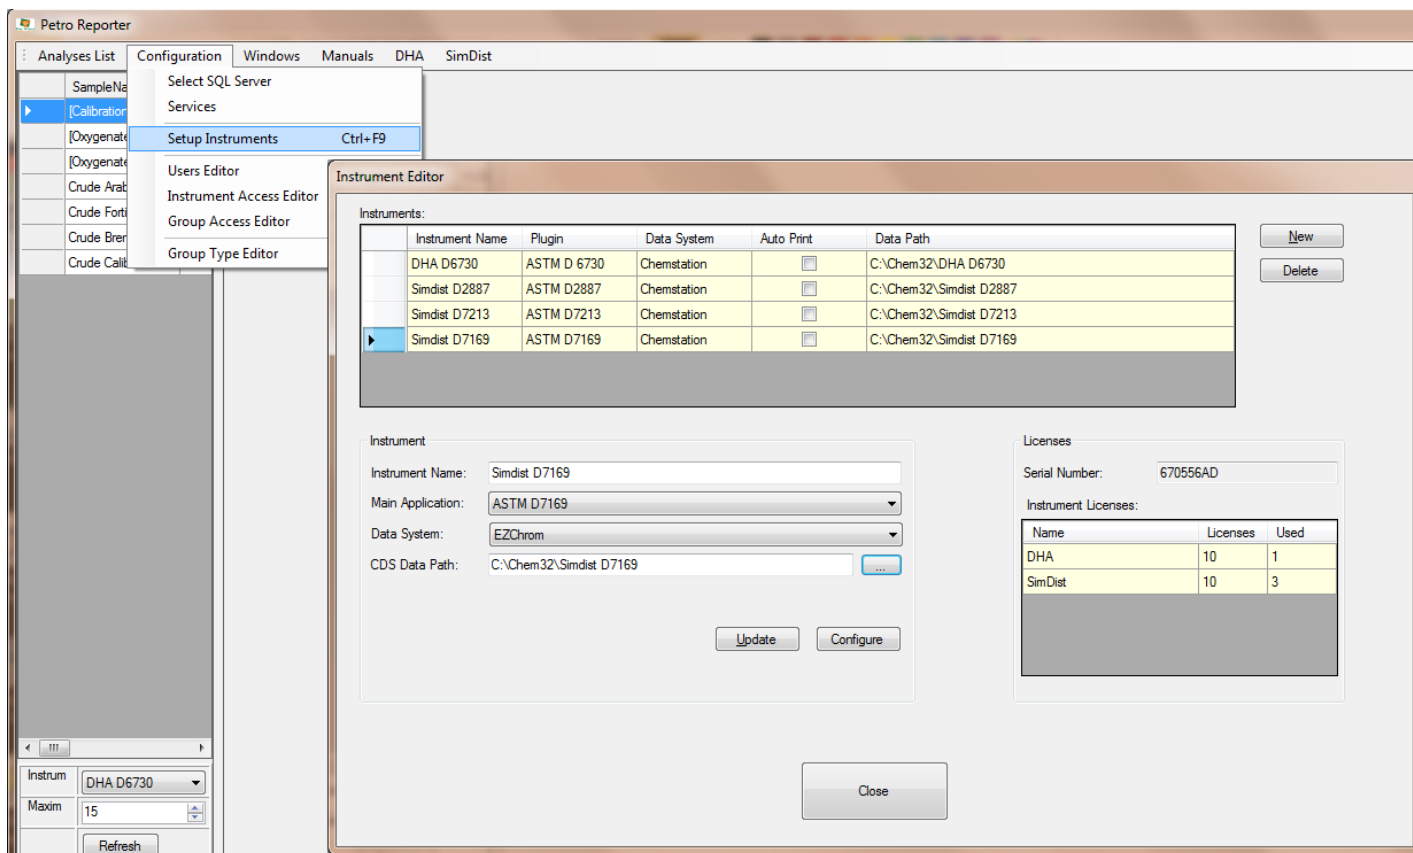 Petro Reporter
Analyses List Configuration Windows Manuals DHA SimDist
SampleNa
[Calibration
[Oxygenate
[Oxygenate
Crude Arab
Crude Forti
Crude Bren
Crude Calib
Select SQL Server
Services
Setup Instruments Ctrl+F9
Users Editor
Instrument Access Editor
Group Access Editor
Group Type Editor
Instrument Editor
Instruments:
Instrument Name Plugin Data System Auto Print Data Path
DHA D6730 ASTM D 6730 Chemstation C:\Chem32\DHA D6730
Simdist D2887 ASTM D2887 Chemstation C:\Chem32\Simdist D2887
Simdist D7213 ASTM D7213 Chemstation C:\Chem32\Simdist D7213
Simdist D7169 ASTM D7169 Chemstation C:\Chem32\Simdist D7169
New
Delete
Instrument
Instrument Name: Simdist D7169
Main Application: ASTM D7169
Data System: EZChrom
CDS Data Path: C:\Chem32\Simdist D7169 ...
Update Configure
Licenses
Serial Number: 670556AD
Instrument Licenses:
Name Licenses Used
DHA 10 1
SimDist 10 3
Close
Instrum DHA D6730
Maxim 15
Refresh